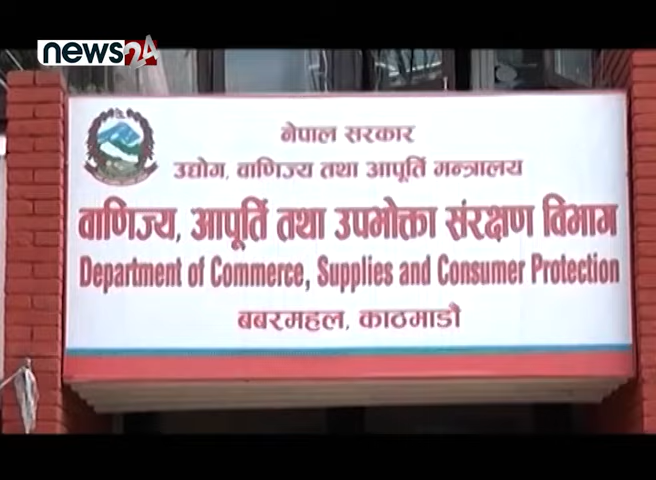 news24
नेपाल सरकार
उद्योग, वाणिज्य तथा आपूर्ति मन्त्रालय
वाणिज्य, आपूर्ति तथा उपभोक्ता संरक्षण विभाग
Department of Commerce, Supplies and Consumer Protection
बबरमहल, काठमाडौं